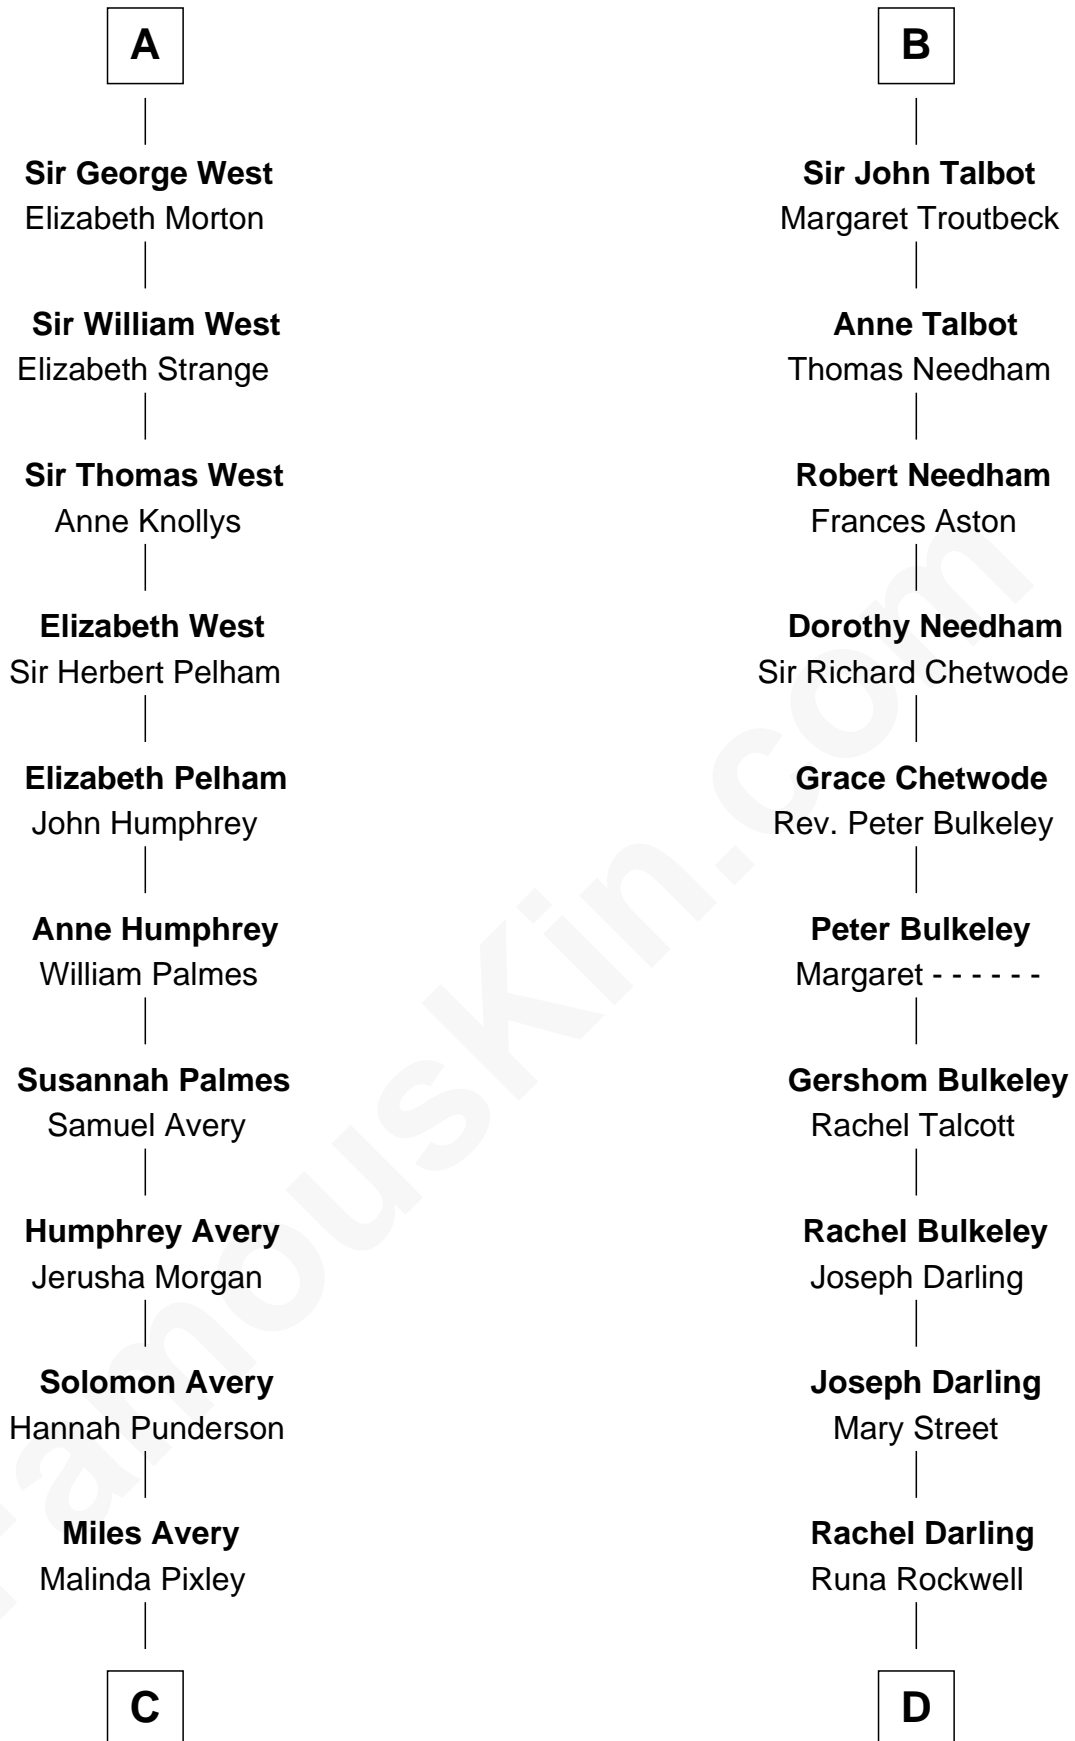 A
Sir George West
Elizabeth Morton
Sir William West
Elizabeth Strange
Sir Thomas West
Anne Knollys
Elizabeth West
Sir Herbert Pelham
Elizabeth Pelham
John Humphrey
Anne Humphrey
William Palmes
Susannah Palmes
Samuel Avery
Humphrey Avery
Jerusha Morgan
Solomon Avery
Hannah Punderson
Miles Avery
Malinda Pixley
C
B
Sir John Talbot
Margaret Troutbeck
Anne Talbot
Thomas Needham
Robert Needham
Frances Aston
Dorothy Needham
Sir Richard Chetwode
Grace Chetwode
Rev. Peter Bulkeley
Peter Bulkeley
Margaret - - - - - -
Gershom Bulkeley
Rachel Talcott
Rachel Bulkeley
Joseph Darling
Joseph Darling
Mary Street
Rachel Darling
Runa Rockwell
D
FamousKin.com